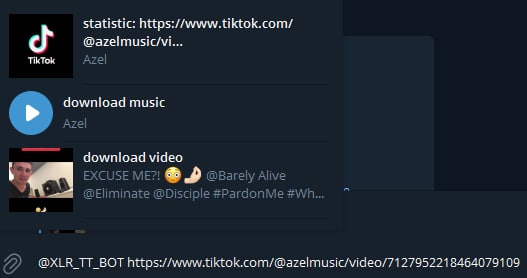 statistic: https://www.tiktok.com/
@azelmusic/vi...
TikTok
Azel
download music
Azel
download video
EXCUSE ME?! 😳🤌🏻 @Barely Alive
@Eliminate @Disciple #PardonMe #Wh...
@XLR_TT_BOT https://www.tiktok.com/@azelmusic/video/7127952218464079109